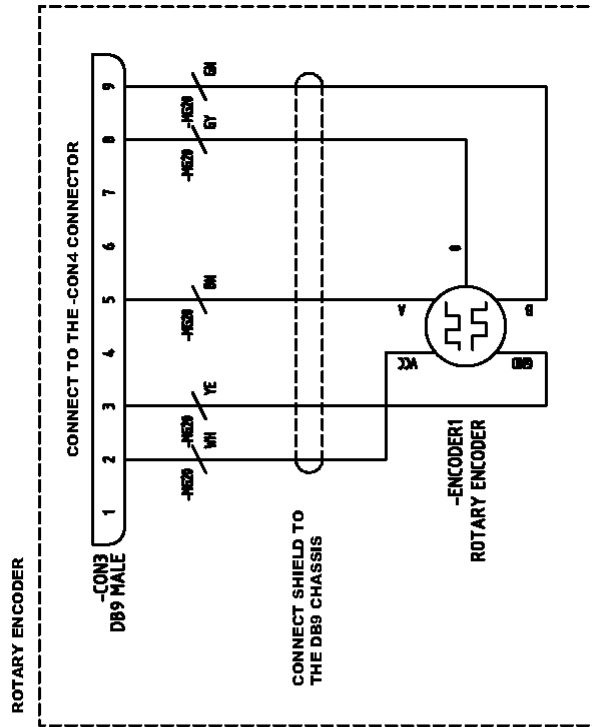 ROTARY ENCODER
CONNECT TO THE -CON4 CONNECTOR
-CON3
DB9 MALE
1
2
3
4
5
6
7
8
9
-MG20
WH
-MG20
YE
-MG20
BN
-MG20
GY
-MG20
GN
CONNECT SHIELD TO
THE DB9 CHASSIS
VCC
A
0
GND
B
-ENCODER1
ROTARY ENCODER